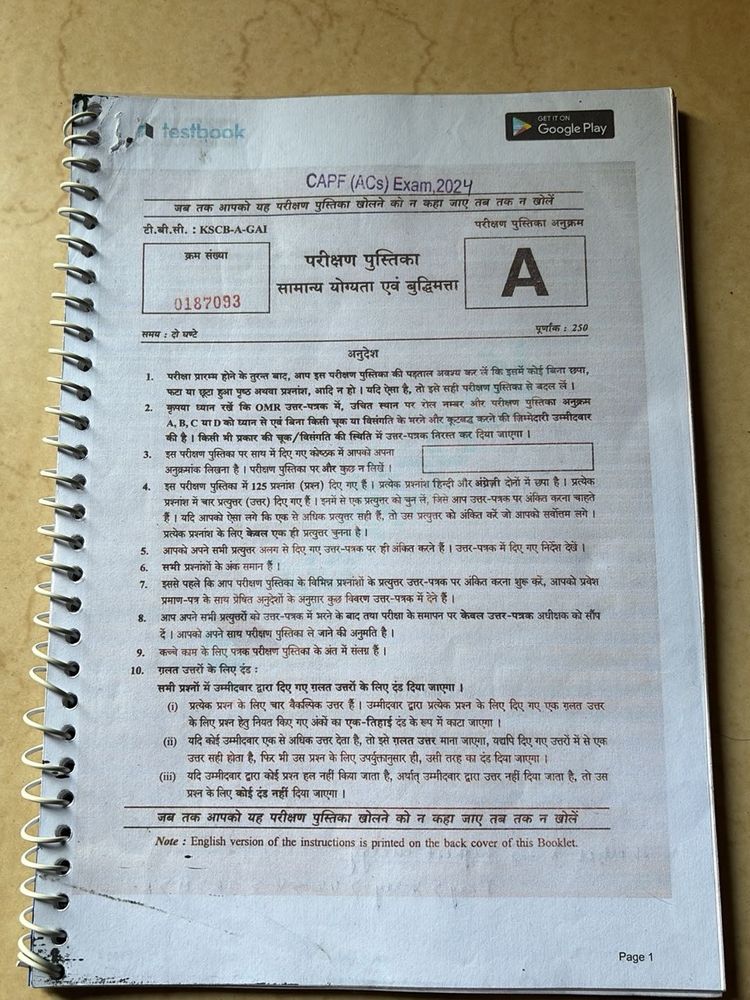 testbook
GET IT ON
Google Play
CAPF (ACs) Exam,2024
जब तक आपको यह परीक्षण पुस्तिका खोलने को न कहा जाए तब तक न खोलें
टी.बी.सी. : KSCB-A-GAI
परीक्षण पुस्तिका अनुक्रम
क्रम संख्या
0187093
परीक्षण पुस्तिका
सामान्य योग्यता एवं बुद्धिमत्ता
A
समय : दो घण्टे
पूर्णांक : 250
अनुदेश
1. परीक्षा प्रारम्भ होने के तुरन्त बाद, आप इस परीक्षण पुस्तिका की पड़ताल अवश्य कर लें कि इसमें कोई बिना छपा,
फटा या छूटा हुआ पृष्ठ अथवा प्रश्नांश, आदि न हो । यदि ऐसा है, तो इसे सही परीक्षण पुस्तिका से बदल लें ।
2. कृपया ध्यान रखें कि OMR उत्तर-पत्रक में, उचित स्थान पर रोल नम्बर और परीक्षण पुस्तिका अनुक्रम
A, B, C या D को ध्यान से एवं बिना किसी चूक या विसंगति के भरने और कूटबद्ध करने की ज़िम्मेदारी उम्मीदवार
की है । किसी भी प्रकार की चूक/विसंगति की स्थिति में उत्तर-पत्रक निरस्त कर दिया जाएगा ।
3. इस परीक्षण पुस्तिका पर साथ में दिए गए कोष्ठक में आपको अपना
अनुक्रमांक लिखना है । परीक्षण पुस्तिका पर और कुछ न लिखें ।
4. इस परीक्षण पुस्तिका में 125 प्रश्नांश (प्रश्न) दिए गए हैं । प्रत्येक प्रश्नांश हिन्दी और अंग्रेज़ी दोनों में छपा है । प्रत्येक
प्रश्नांश में चार प्रत्युत्तर (उत्तर) दिए गए हैं । इनमें से एक प्रत्युत्तर को चुन लें, जिसे आप उत्तर-पत्रक पर अंकित करना चाहते
हैं । यदि आपको ऐसा लगे कि एक से अधिक प्रत्युत्तर सही हैं, तो उस प्रत्युत्तर को अंकित करें जो आपको सर्वोत्तम लगे ।
प्रत्येक प्रश्नांश के लिए केवल एक ही प्रत्युत्तर चुनना है ।
5. आपको अपने सभी प्रत्युत्तर अलग से दिए गए उत्तर-पत्रक पर ही अंकित करने हैं । उत्तर-पत्रक में दिए गए निर्देश देखें ।
6. सभी प्रश्नांशों के अंक समान हैं ।
7. इससे पहले कि आप परीक्षण पुस्तिका के विभिन्न प्रश्नांशों के प्रत्युत्तर उत्तर-पत्रक पर अंकित करना शुरू करें, आपको प्रवेश
प्रमाण-पत्र के साथ प्रेषित अनुदेशों के अनुसार कुछ विवरण उत्तर-पत्रक में देने हैं ।
8. आप अपने सभी प्रत्युत्तरों को उत्तर-पत्रक में भरने के बाद तथा परीक्षा के समापन पर केवल उत्तर-पत्रक अधीक्षक को सौंप
दें । आपको अपने साथ परीक्षण पुस्तिका ले जाने की अनुमति है ।
9. कच्चे काम के लिए पत्रक परीक्षण पुस्तिका के अंत में संलग्न हैं ।
10. ग़लत उत्तरों के लिए दंड :
सभी प्रश्नों में उम्मीदवार द्वारा दिए गए ग़लत उत्तरों के लिए दंड दिया जाएगा ।
(i) प्रत्येक प्रश्न के लिए चार वैकल्पिक उत्तर हैं । उम्मीदवार द्वारा प्रत्येक प्रश्न के लिए दिए गए एक ग़लत उत्तर
के लिए प्रश्न हेतु नियत किए गए अंकों का एक-तिहाई दंड के रूप में काटा जाएगा ।
(ii) यदि कोई उम्मीदवार एक से अधिक उत्तर देता है, तो इसे ग़लत उत्तर माना जाएगा, यद्यपि दिए गए उत्तरों में से एक
उत्तर सही होता है, फिर भी उस प्रश्न के लिए उपर्युक्तानुसार ही, उसी तरह का दंड दिया जाएगा ।
(iii) यदि उम्मीदवार द्वारा कोई प्रश्न हल नहीं किया जाता है, अर्थात् उम्मीदवार द्वारा उत्तर नहीं दिया जाता है, तो उस
प्रश्न के लिए कोई दंड नहीं दिया जाएगा ।
जब तक आपको यह परीक्षण पुस्तिका खोलने को न कहा जाए तब तक न खोलें
Note : English version of the instructions is printed on the back cover of this Booklet.
Page 1